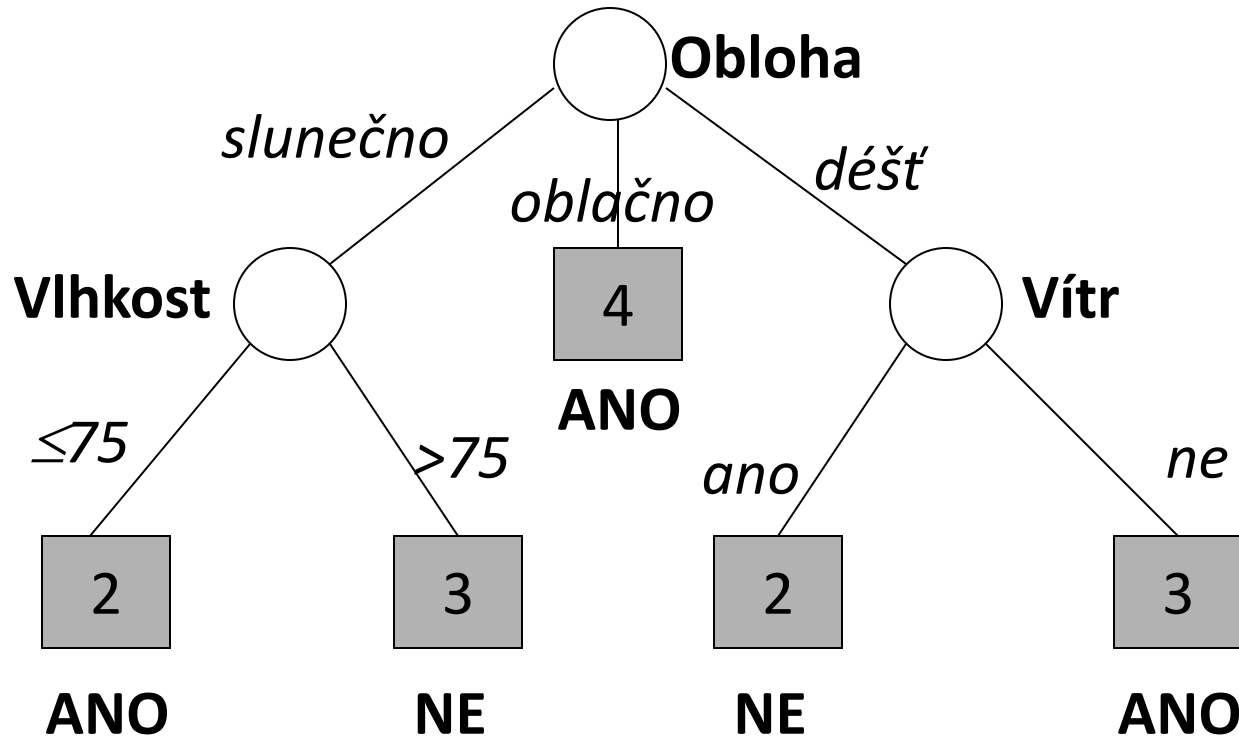 Obloha
slunečno
oblačno
déšť
Vlhkost
4
Vítr
ANO
≤75
>75
ano
ne
2
3
2
3
ANO
NE
NE
ANO